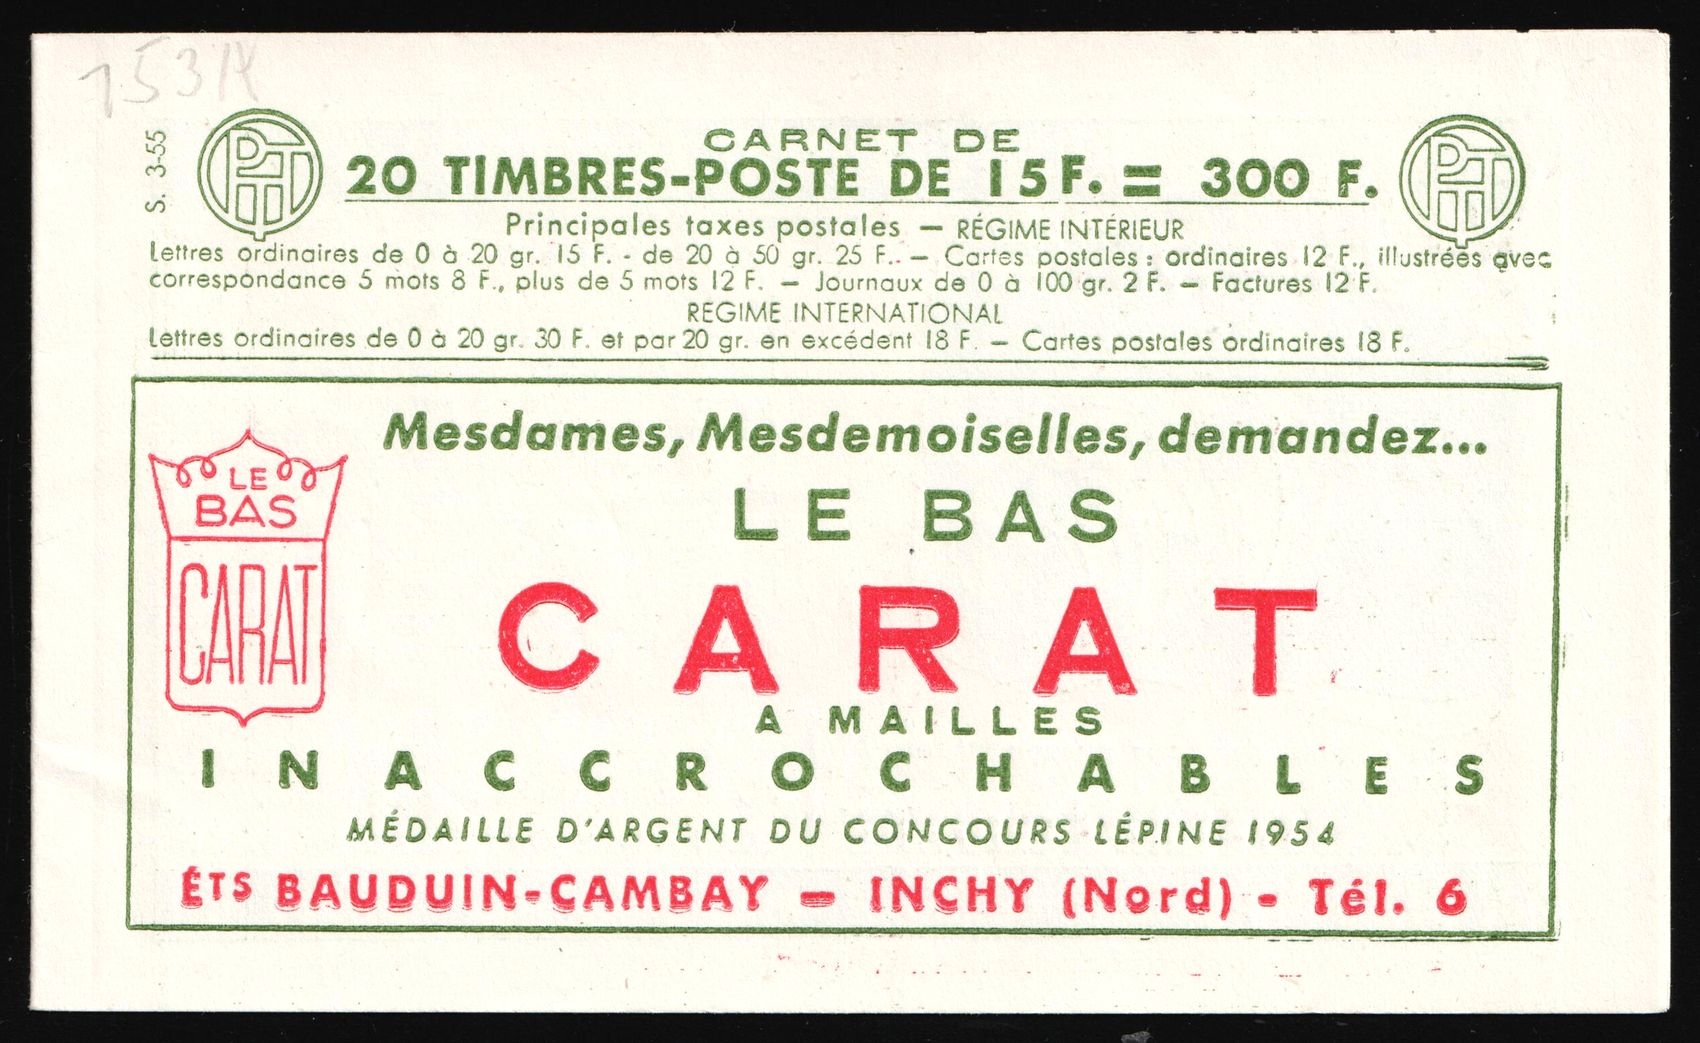 153 14
S. 3-55
PTT
CARNET DE
20 TIMBRES-POSTE DE 15 F. = 300 F.
PTT
Principales taxes postales — RÉGIME INTÉRIEUR
Lettres ordinaires de 0 à 20 gr. 15 F. - de 20 à 50 gr. 25 F.. — Cartes postales : ordinaires 12 F., illustrées avec
correspondance 5 mots 8 F., plus de 5 mots 12 F. — Journaux de 0 à 100 gr. 2 F. — Factures 12 F.
REGIME INTERNATIONAL
Lettres ordinaires de 0 à 20 gr. 30 F. et par 20 gr. en excédent 18 F. — Cartes postales ordinaires 18 F.
Mesdames, Mesdemoiselles, demandez...
LE
BAS
CARAT
LE BAS
CARAT
A MAILLES
INACCROCHABLES
MÉDAILLE D'ARGENT DU CONCOURS LÉPINE 1954
ÉTS BAUDUIN-CAMBAY — INCHY (Nord) - Tél. 6